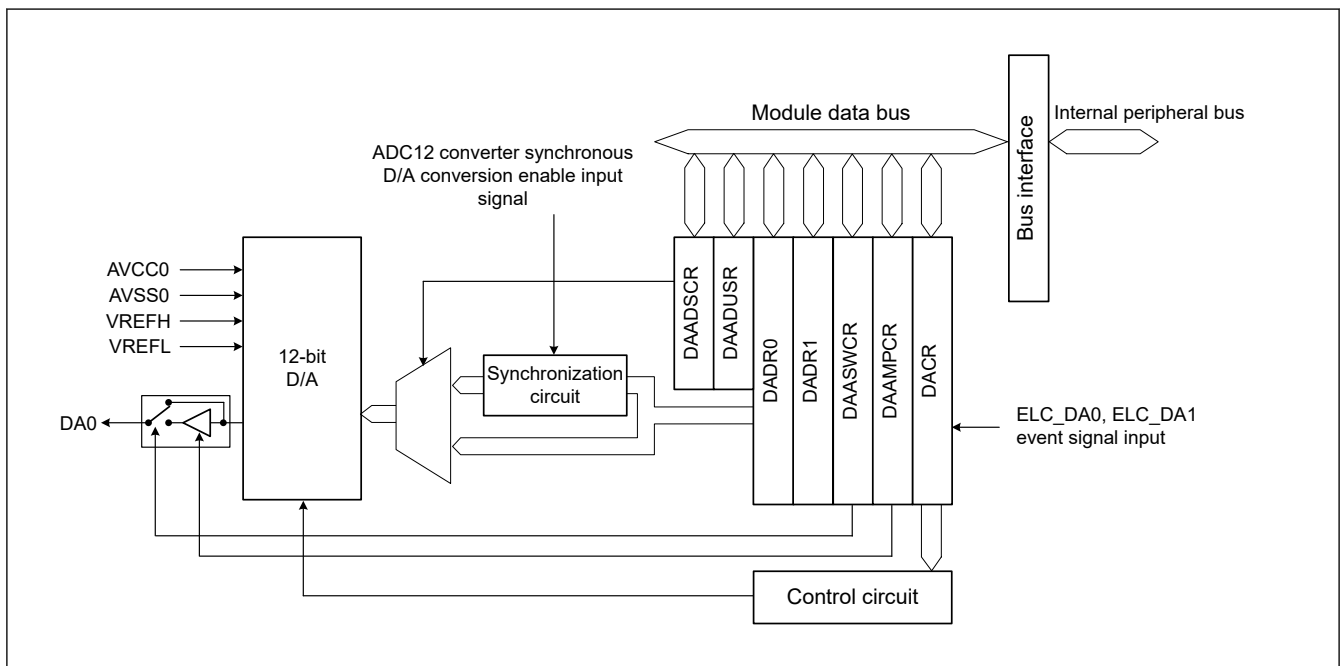 Module data bus
Bus interface
Internal peripheral bus
ADC12 converter synchronous
D/A conversion enable input
signal
AVCC0
AVSS0
VREFH
VREFL
12-bit
D/A
DA0
Synchronization
circuit
DAADSCR
DAADUSR
DADR0
DADR1
DAASWCR
DAAMPCR
DACR
ELC_DA0, ELC_DA1
event signal input
Control circuit